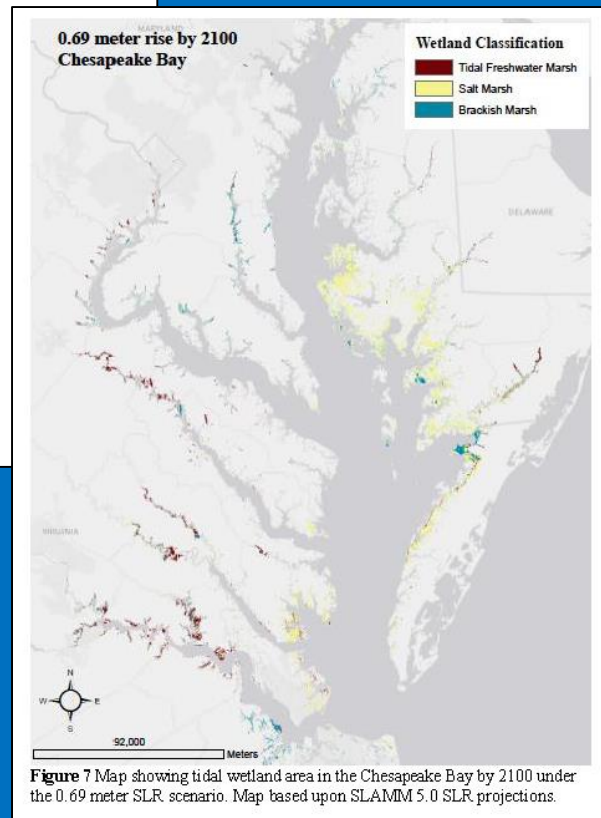 MARYLAND
0.69 meter rise by 2100
Chesapeake Bay
Wetland Classification
Tidal Freshwater Marsh
Salt Marsh
Brackish Marsh
DELAWARE
VIRGINIA
N
W E
S
92,000
Meters
Figure 7 Map showing tidal wetland area in the Chesapeake Bay by 2100 under
the 0.69 meter SLR scenario. Map based upon SLAMM 5.0 SLR projections.